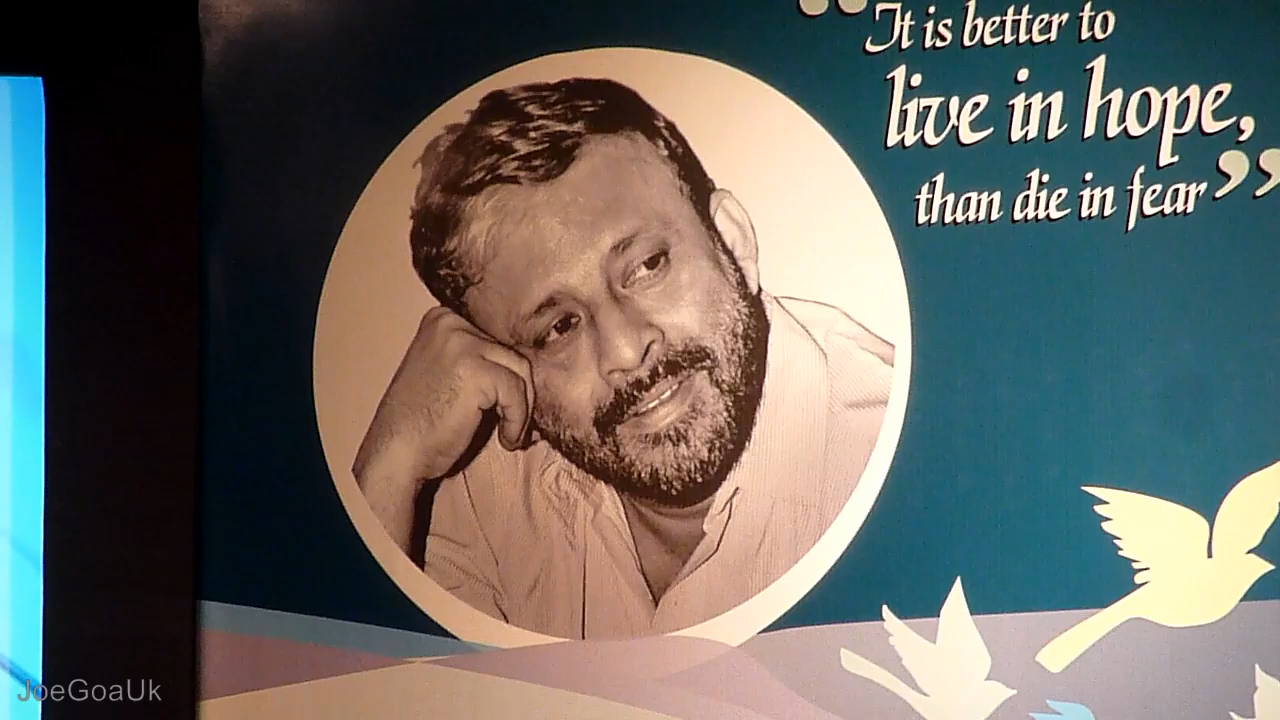 “It is better to
live in hope,
than die in fear”
JoeGoaUk